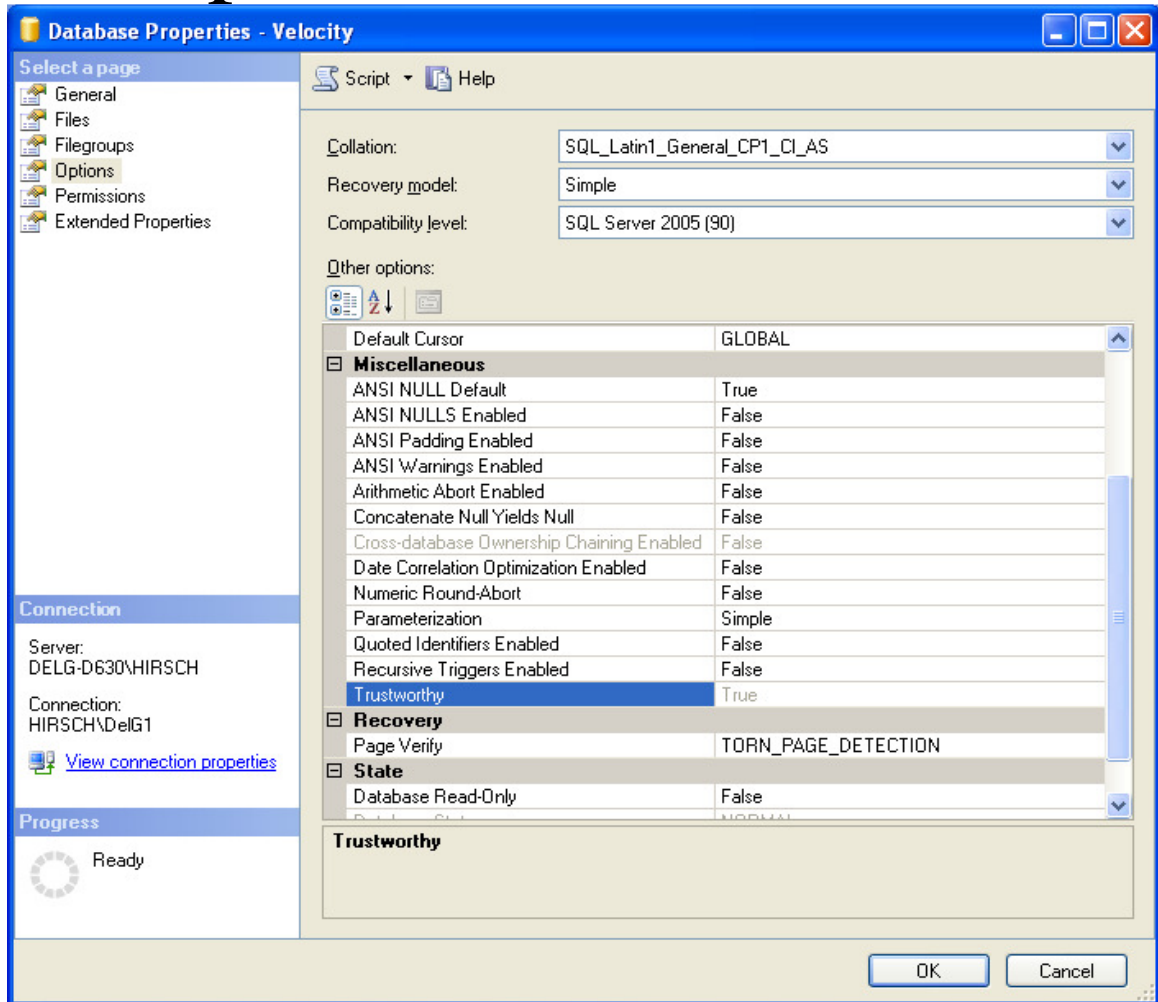 Database Properties - Velocity
Select a page
General
Files
Filegroups
Options
Permissions
Extended Properties
Script
Help
Collation: SQL_Latin1_General_CP1_CI_AS
Recovery model: Simple
Compatibility level: SQL Server 2005 (90)
Other options:
Default Cursor GLOBAL
Miscellaneous
ANSI NULL Default True
ANSI NULLS Enabled False
ANSI Padding Enabled False
ANSI Warnings Enabled False
Arithmetic Abort Enabled False
Concatenate Null Yields Null False
Cross-database Ownership Chaining Enabled False
Date Correlation Optimization Enabled False
Numeric Round-Abort False
Parameterization Simple
Quoted Identifiers Enabled False
Recursive Triggers Enabled False
Trustworthy True
Recovery
Page Verify TORN_PAGE_DETECTION
State
Database Read-Only False
Trustworthy
Connection
Server:
DELG-D630\HIRSCH
Connection:
HIRSCH\DelG1
View connection properties
Progress
Ready
OK
Cancel